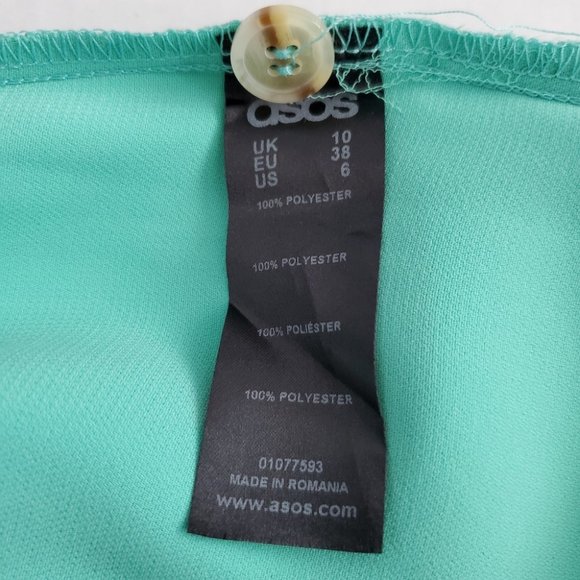 asos
UK 10
EU 38
US 6
100% POLYESTER
100% POLYESTER
100% POLIÉSTER
100% POLYESTER
01077593
MADE IN ROMANIA
www.asos.com